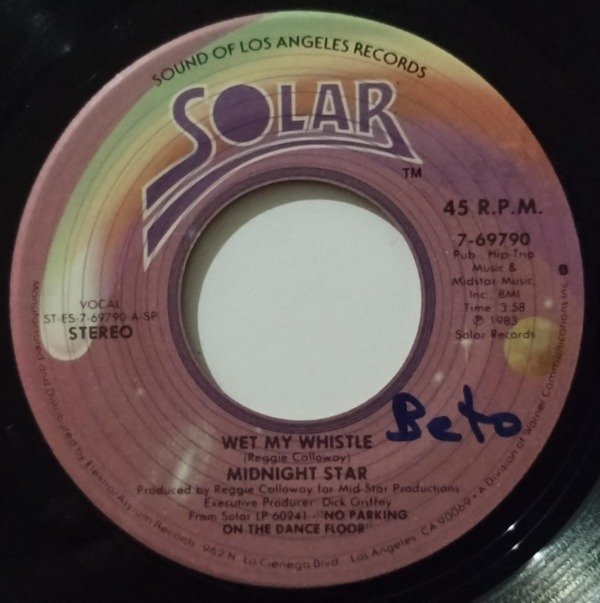 SOUND OF LOS ANGELES RECORDS
SOLAR
TM
45 R.P.M.
7-69790
Pub. Hip-Trip
Music &
Midstar Music
Inc., BMI
Time: 3:58
℗ 1983
Solar Records
VOCAL
ST-ES-7-69790-A-SP
STEREO
Beto
WET MY WHISTLE
(Reggie Calloway)
MIDNIGHT STAR
Produced by Reggie Calloway for Mid-Star Productions
Executive Producer: Dick Griffey
From Solar LP 60241 - "NO PARKING
ON THE DANCE FLOOR"
Manufactured and Distributed by Elektra/Asylum Records, 962 N. La Cienega Blvd., Los Angeles, CA 90069 • A Division of Warner Communications Inc.